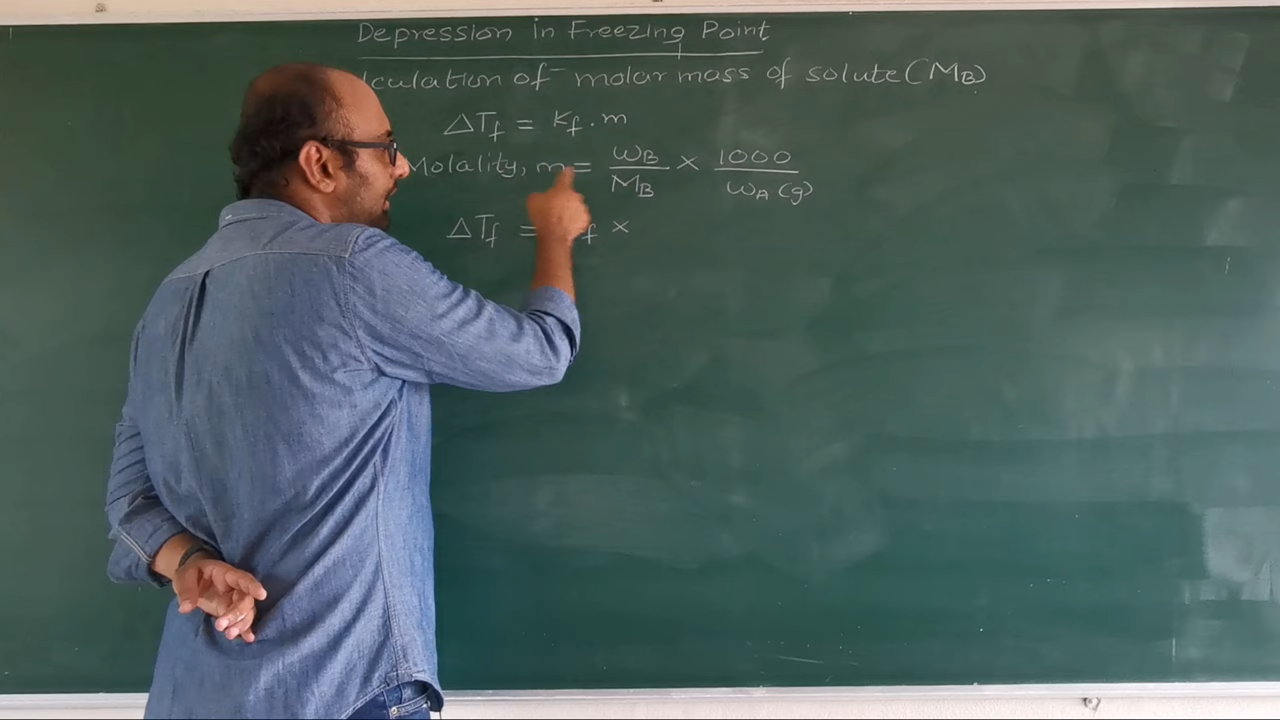 Depression in Freezing Point
lculation of molar mass of solute (MB)
ΔTf = Kf . m
Molality, m = WB/MB × 1000/WA (g)
ΔTf = f ×